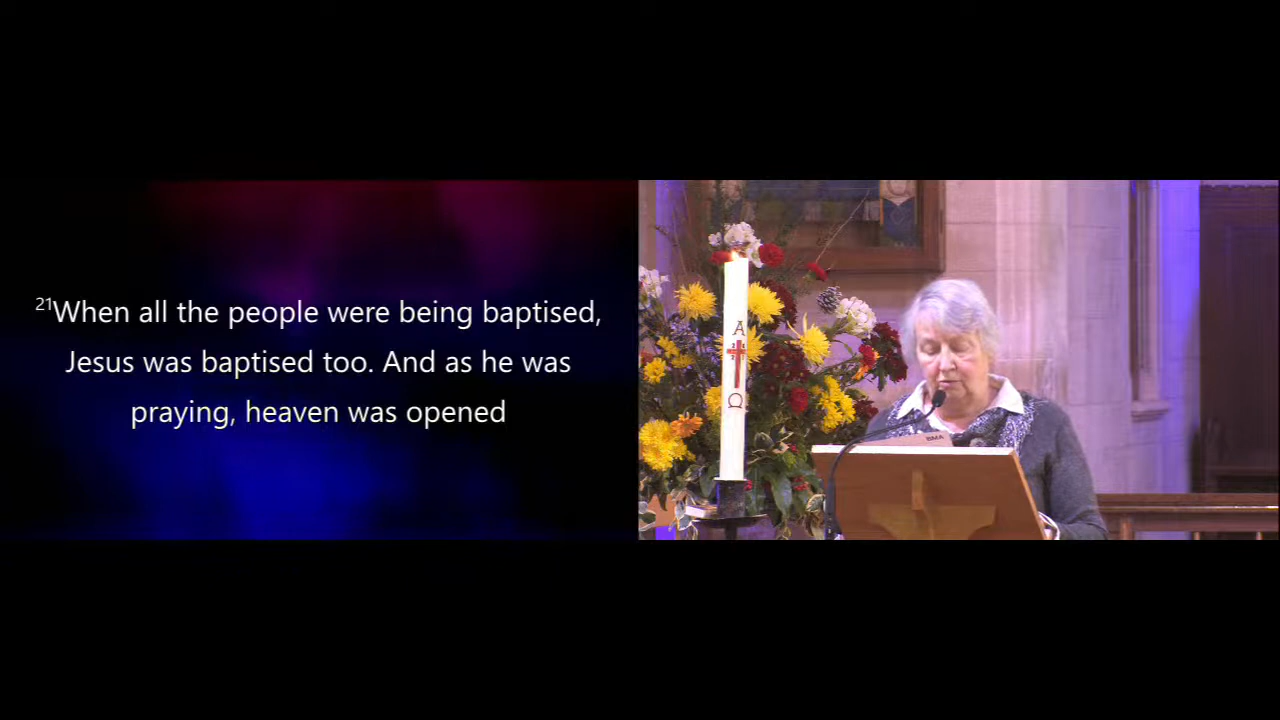 ²¹When all the people were being baptised,
Jesus was baptised too. And as he was
praying, heaven was opened
Α
Ω
BMA